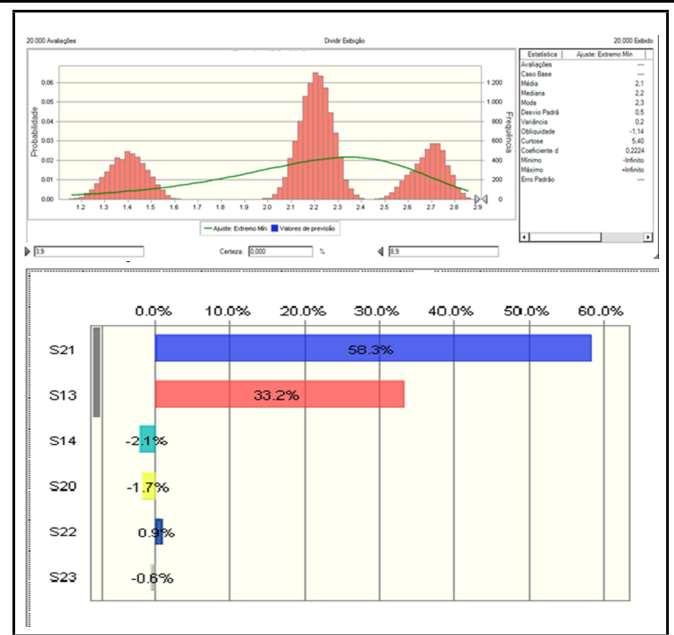 20.000 Avaliações Dividir Exibição 20.000 Exibido
Probabilidade
0.06
0.05
0.04
0.03
0.02
0.01
0.00
1.200
1.000
800
600
400
200
0
Frequência
1.2 1.3 1.4 1.5 1.6 1.7 1.8 1.9 2.0 2.1 2.2 2.3 2.4 2.5 2.6 2.7 2.8 2.9
Ajuste: Extremo Mín Valores de previsão
Estatística Ajuste: Extremo Mín
Avaliações ---
Caso Base ---
Média 2,1
Mediana 2,2
Moda 2,3
Desvio Padrã 0,5
Variância 0,2
Obliquidade -1,14
Curtose 5,40
Coeficiente d 0,2224
Mínimo -Infinito
Máximo +Infinito
Erro Padrão ---
3,9 Certeza: 0,000 % 8,9
0.0% 10.0% 20.0% 30.0% 40.0% 50.0% 60.0%
S21 58.3%
S13 33.2%
S14 -2.1%
S20 -1.7%
S22 0.9%
S23 -0.6%